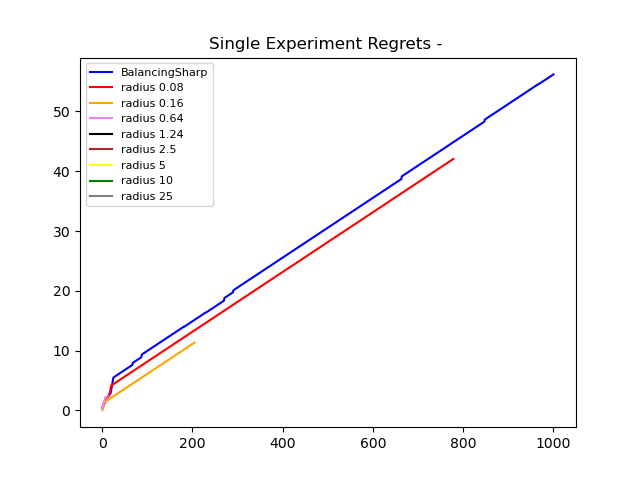 Single Experiment Regrets -
BalancingSharp
radius 0.08
radius 0.16
radius 0.64
radius 1.24
radius 2.5
radius 5
radius 10
radius 25
50
40
30
20
10
0
0 200 400 600 800 1000